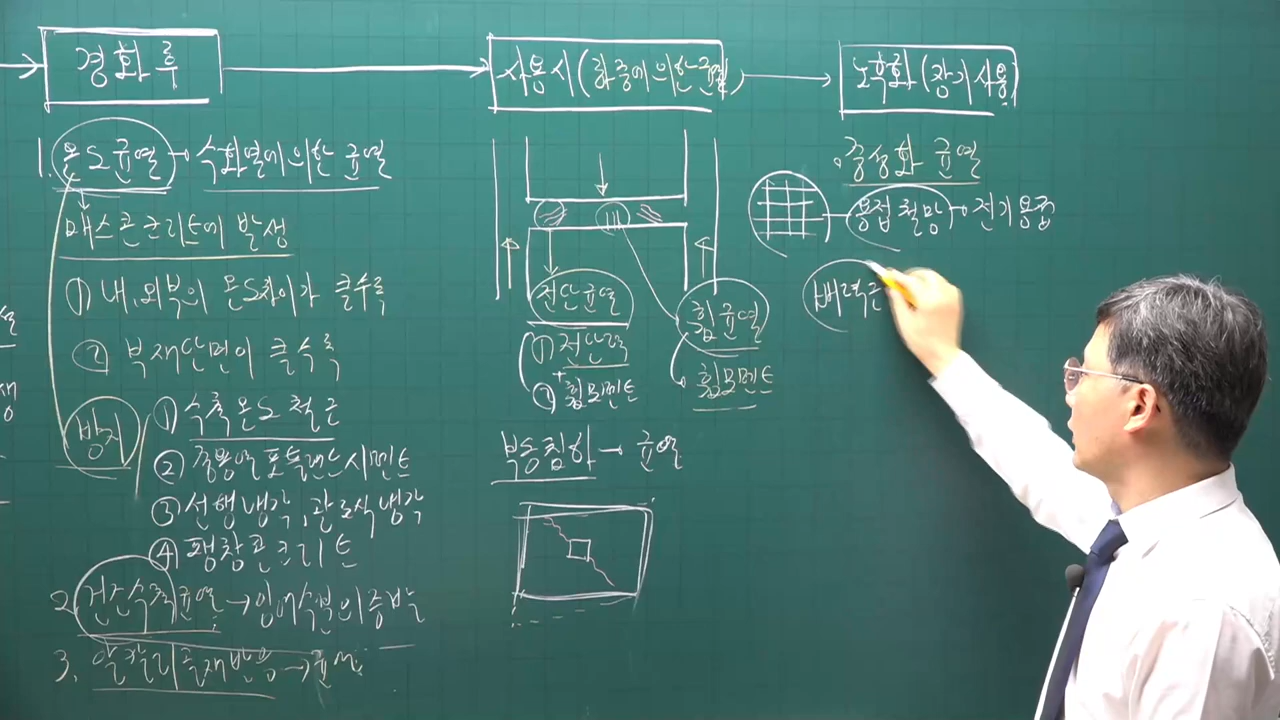 경화 후
1. 온도균열 → 수화열에 의한 균열
매스콘크리트에 발생
① 내,외부의 온도차이가 클수록
② 부재단면이 클수록
방지
① 수축온도철근
② 중용열 포틀랜드시멘트
③ 선행냉각, 관로식냉각
④ 팽창콘크리트
2. 건조수축균열 → 잉여수분의 증발
3. 알칼리골재반응 → 균열
사용시 (하중에 의한 균열)
전단균열
① 전단력
+
② 휨모멘트
휨균열
휨모멘트
부등침하 → 균열
노후화 (장기사용)
중성화 균열
용접철망 → 전기용접
벽